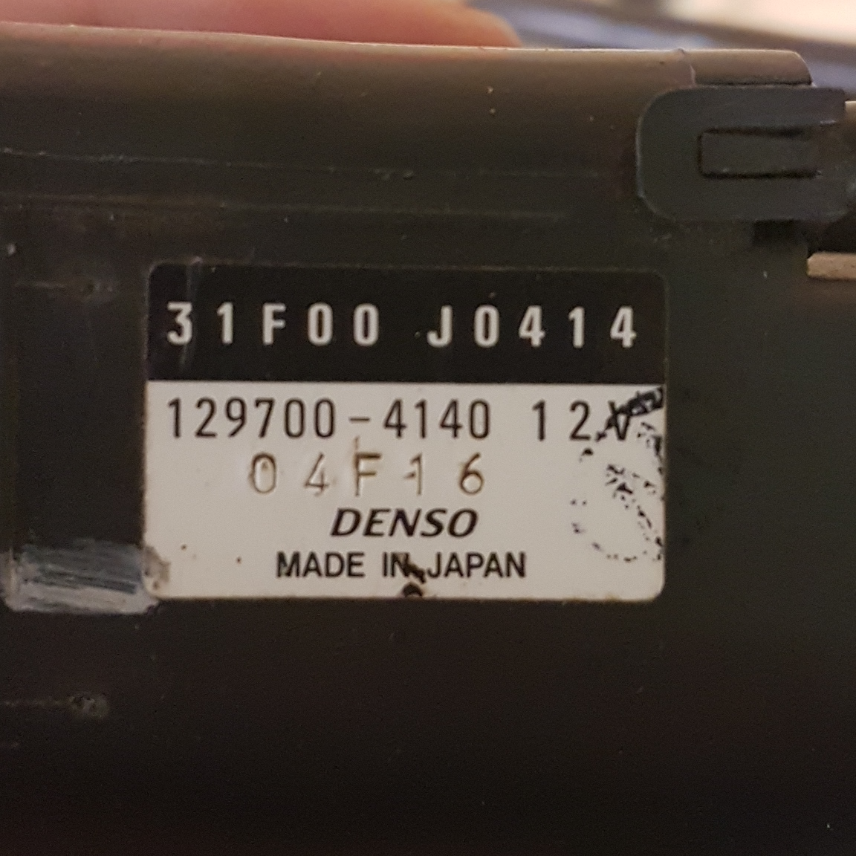 31F00 J0414
129700-4140 12V
04F16
DENSO
MADE IN JAPAN